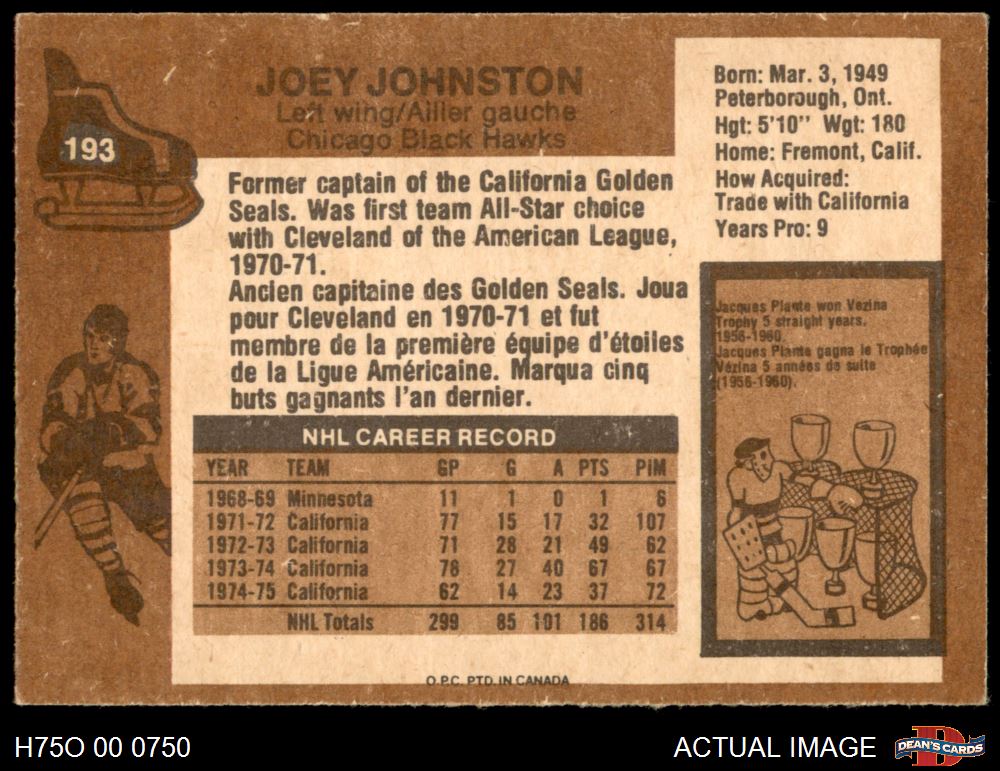 193
JOEY JOHNSTON
Left wing/Ailier gauche
Chicago Black Hawks
Former captain of the California Golden
Seals. Was first team All-Star choice
with Cleveland of the American League,
1970-71.
Ancien capitaine des Golden Seals. Joua
pour Cleveland en 1970-71 et fut
membre de la première équipe d'étoiles
de la Ligue Américaine. Marqua cinq
buts gagnants l'an dernier.
Born: Mar. 3, 1949
Peterborough, Ont.
Hgt: 5'10" Wgt: 180
Home: Fremont, Calif.
How Acquired:
Trade with California
Years Pro: 9
Jacques Plante won Vezina
Trophy 5 straight years.
1956-1960.
Jacques Plante gagna le Trophée
Vézina 5 années de suite
(1956-1960).
NHL CAREER RECORD
YEAR TEAM GP G A PTS PIM
1968-69 Minnesota 11 1 0 1 6
1971-72 California 77 15 17 32 107
1972-73 California 71 28 21 49 62
1973-74 California 78 27 40 67 67
1974-75 California 62 14 23 37 72
NHL Totals 299 85 101 186 314
O.P.C. PTD. IN CANADA
H75O 00 0750
ACTUAL IMAGE
DEAN'S CARDS